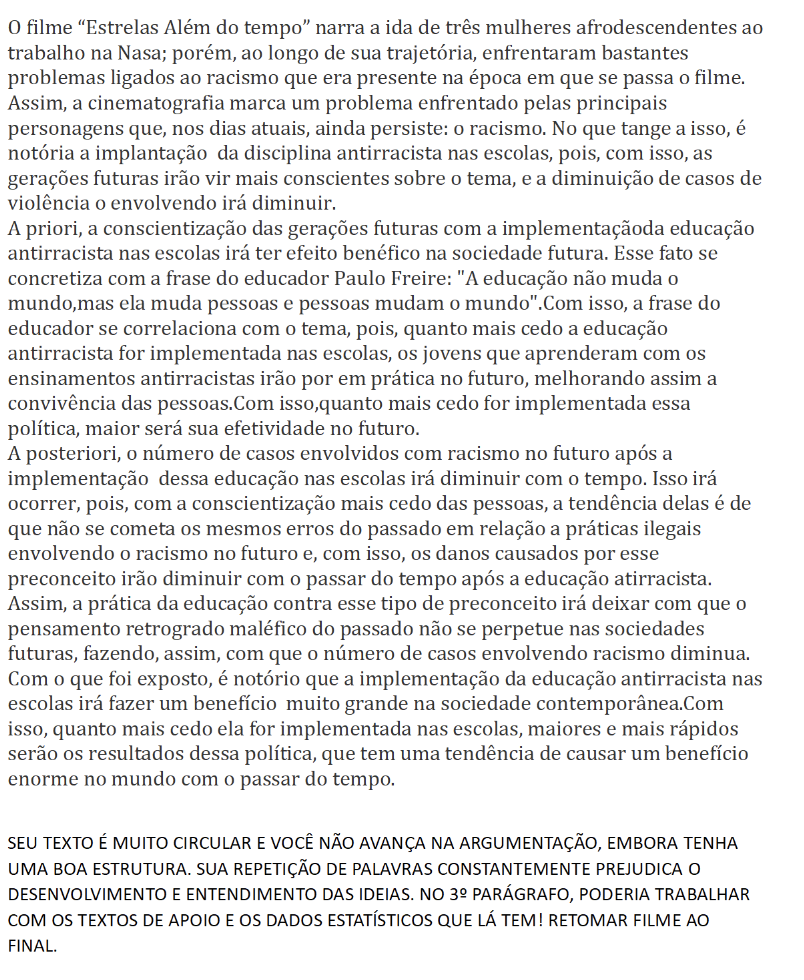 O filme “Estrelas Além do tempo” narra a ida de três mulheres afrodescendentes ao
trabalho na Nasa; porém, ao longo de sua trajetória, enfrentaram bastantes
problemas ligados ao racismo que era presente na época em que se passa o filme.
Assim, a cinematografia marca um problema enfrentado pelas principais
personagens que, nos dias atuais, ainda persiste: o racismo. No que tange a isso, é
notória a implantação  da disciplina antirracista nas escolas, pois, com isso, as
gerações futuras irão vir mais conscientes sobre o tema, e a diminuição de casos de
violência o envolvendo irá diminuir.
A priori, a conscientização das gerações futuras com a implementaçãoda educação
antirracista nas escolas irá ter efeito benéfico na sociedade futura. Esse fato se
concretiza com a frase do educador Paulo Freire: "A educação não muda o
mundo,mas ela muda pessoas e pessoas mudam o mundo".Com isso, a frase do
educador se correlaciona com o tema, pois, quanto mais cedo a educação
antirracista for implementada nas escolas, os jovens que aprenderam com os
ensinamentos antirracistas irão por em prática no futuro, melhorando assim a
convivência das pessoas.Com isso,quanto mais cedo for implementada essa
política, maior será sua efetividade no futuro.
A posteriori, o número de casos envolvidos com racismo no futuro após a
implementação  dessa educação nas escolas irá diminuir com o tempo. Isso irá
ocorrer, pois, com a conscientização mais cedo das pessoas, a tendência delas é de
que não se cometa os mesmos erros do passado em relação a práticas ilegais
envolvendo o racismo no futuro e, com isso, os danos causados por esse
preconceito irão diminuir com o passar do tempo após a educação atirracista.
Assim, a prática da educação contra esse tipo de preconceito irá deixar com que o
pensamento retrogrado maléfico do passado não se perpetue nas sociedades
futuras, fazendo, assim, com que o número de casos envolvendo racismo diminua.
Com o que foi exposto, é notório que a implementação da educação antirracista nas
escolas irá fazer um benefício  muito grande na sociedade contemporânea.Com
isso, quanto mais cedo ela for implementada nas escolas, maiores e mais rápidos
serão os resultados dessa política, que tem uma tendência de causar um benefício
enorme no mundo com o passar do tempo.
SEU TEXTO É MUITO CIRCULAR E VOCÊ NÃO AVANÇA NA ARGUMENTAÇÃO, EMBORA TENHA
UMA BOA ESTRUTURA. SUA REPETIÇÃO DE PALAVRAS CONSTANTEMENTE PREJUDICA O
DESENVOLVIMENTO E ENTENDIMENTO DAS IDEIAS. NO 3º PARÁGRAFO, PODERIA TRABALHAR
COM OS TEXTOS DE APOIO E OS DADOS ESTATÍSTICOS QUE LÁ TEM! RETOMAR FILME AO
FINAL.